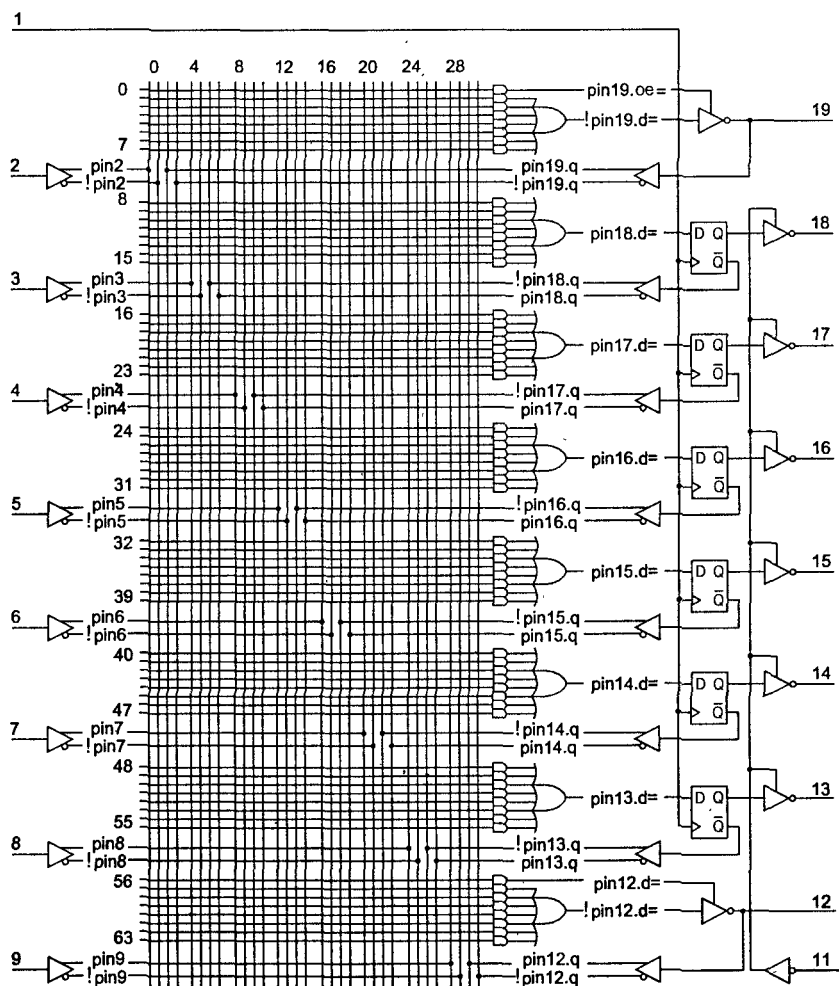 1
0 4 8 12 16 20 24 28
0
pin19.oe=
!pin19.d=
19
7
2
pin2
!pin2
pin19.q
!pin19.q
8
pin18.d=
D Q
Q
18
15
3
pin3
!pin3
!pin18.q
pin18.q
16
pin17.d=
D Q
Q
17
23
4
pin4
!pin4
!pin17.q
pin17.q
24
pin16.d=
D Q
Q
16
31
5
pin5
!pin5
!pin16.q
pin16.q
32
pin15.d=
D Q
Q
15
39
6
pin6
!pin6
!pin15.q
pin15.q
40
pin14.d=
D Q
Q
14
47
7
pin7
!pin7
!pin14.q
pin14.q
48
pin13.d=
D Q
Q
13
55
8
pin8
!pin8
!pin13.q
pin13.q
56
pin12.d=
!pin12.d=
12
63
9
pin9
!pin9
pin12.q
!pin12.q
11